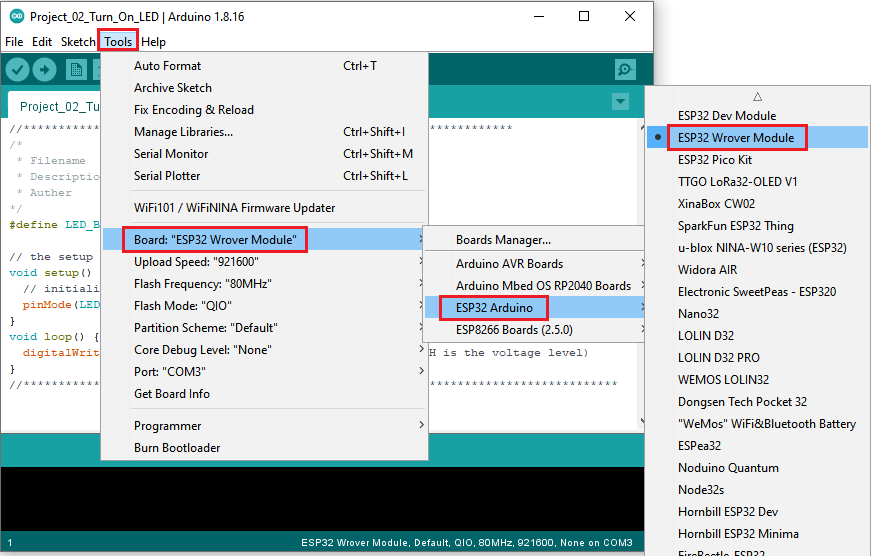 Project_02_Turn_On_LED | Arduino 1.8.16
File Edit Sketch Tools Help
Project_02_Tu
//**
/*
* Filename
* Descriptio
* Auther
*/
#define LED_B
// the setup
void setup()
// initiali
pinMode(LED
}
void loop() {
digitalWrit
H is the voltage level)
}
//**
Auto Format Ctrl+T
Archive Sketch
Fix Encoding & Reload
Manage Libraries... Ctrl+Shift+I
Serial Monitor Ctrl+Shift+M
Serial Plotter Ctrl+Shift+L
WiFi101 / WiFiNINA Firmware Updater
Board: "ESP32 Wrover Module"
Upload Speed: "921600"
Flash Frequency: "80MHz"
Flash Mode: "QIO"
Partition Scheme: "Default"
Core Debug Level: "None"
Port: "COM3"
Get Board Info
Programmer
Burn Bootloader
Boards Manager...
Arduino AVR Boards
Arduino Mbed OS RP2040 Boards
ESP32 Arduino
ESP8266 Boards (2.5.0)
ESP32 Dev Module
ESP32 Wrover Module
ESP32 Pico Kit
TTGO LoRa32-OLED V1
XinaBox CW02
SparkFun ESP32 Thing
u-blox NINA-W10 series (ESP32)
Widora AIR
Electronic SweetPeas - ESP320
Nano32
LOLIN D32
LOLIN D32 PRO
WEMOS LOLIN32
Dongsen Tech Pocket 32
"WeMos" WiFi&Bluetooth Battery
ESPea32
Noduino Quantum
Node32s
Hornbill ESP32 Dev
Hornbill ESP32 Minima
FireBeetle-ESP32
1
ESP32 Wrover Module, Default, QIO, 80MHz, 921600, None on COM3